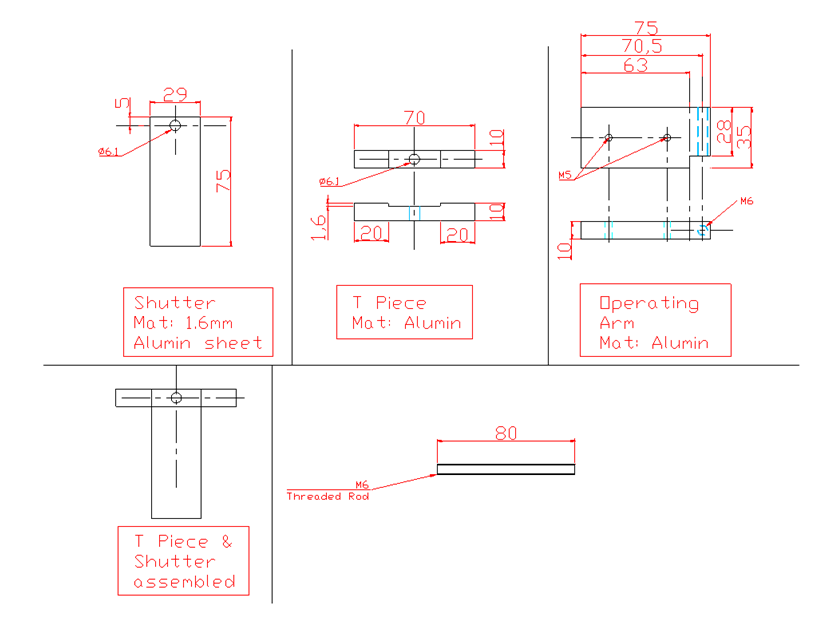 75
70,5
63
29
5
Ø6.1
75
70
10
Ø6.1
1,6
10
20
20
28
35
M5
M6
10
Shutter
Mat: 1.6mm
Alumin sheet
T Piece
Mat: Alumin
Operating
Arm
Mat: Alumin
80
M6
Threaded Rod
T Piece &
Shutter
assembled